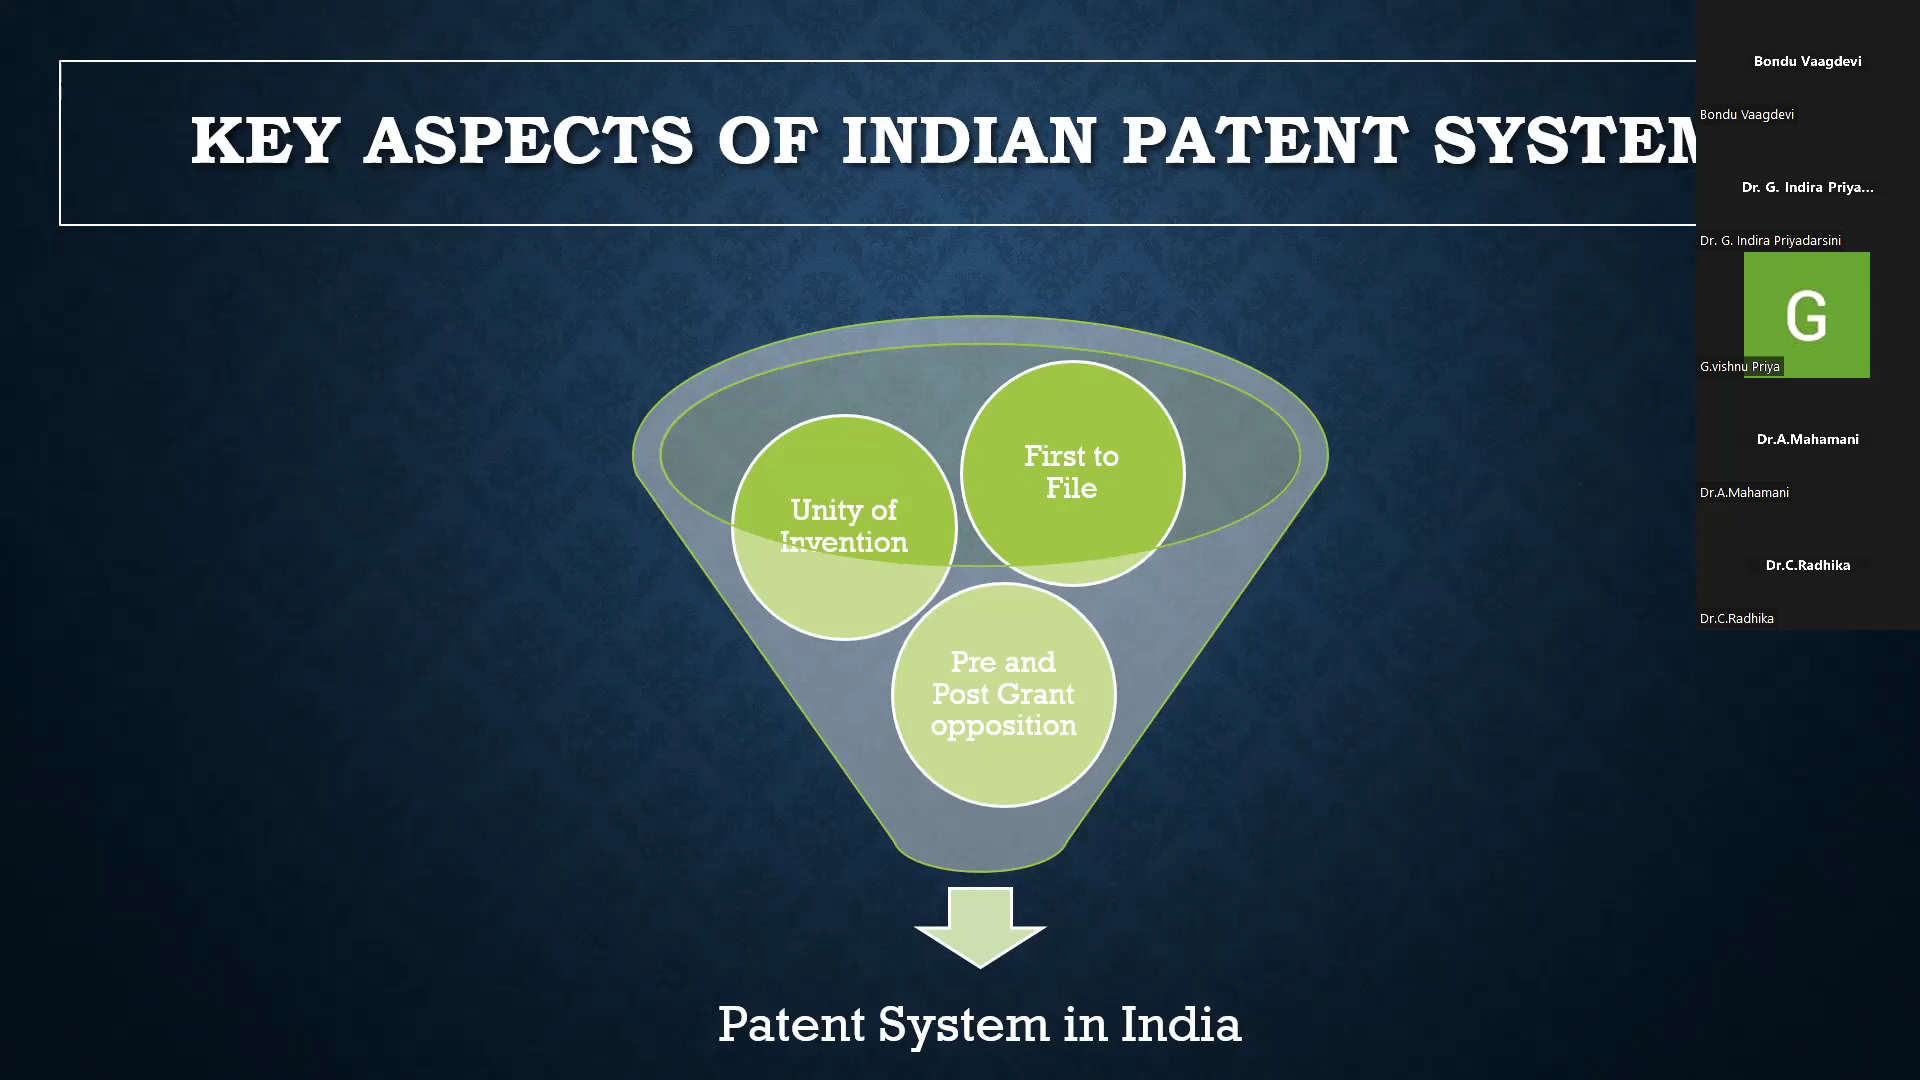 KEY ASPECTS OF INDIAN PATENT SYSTEM
Unity of
Invention
First to
File
Pre and
Post Grant
opposition
Patent System in India
Bondu Vaagdevi
Bondu Vaagdevi
Dr. G. Indira Priya...
Dr. G. Indira Priyadarsini
G
G.vishnu Priya
Dr.A.Mahamani
Dr.A.Mahamani
Dr.C.Radhika
Dr.C.Radhika